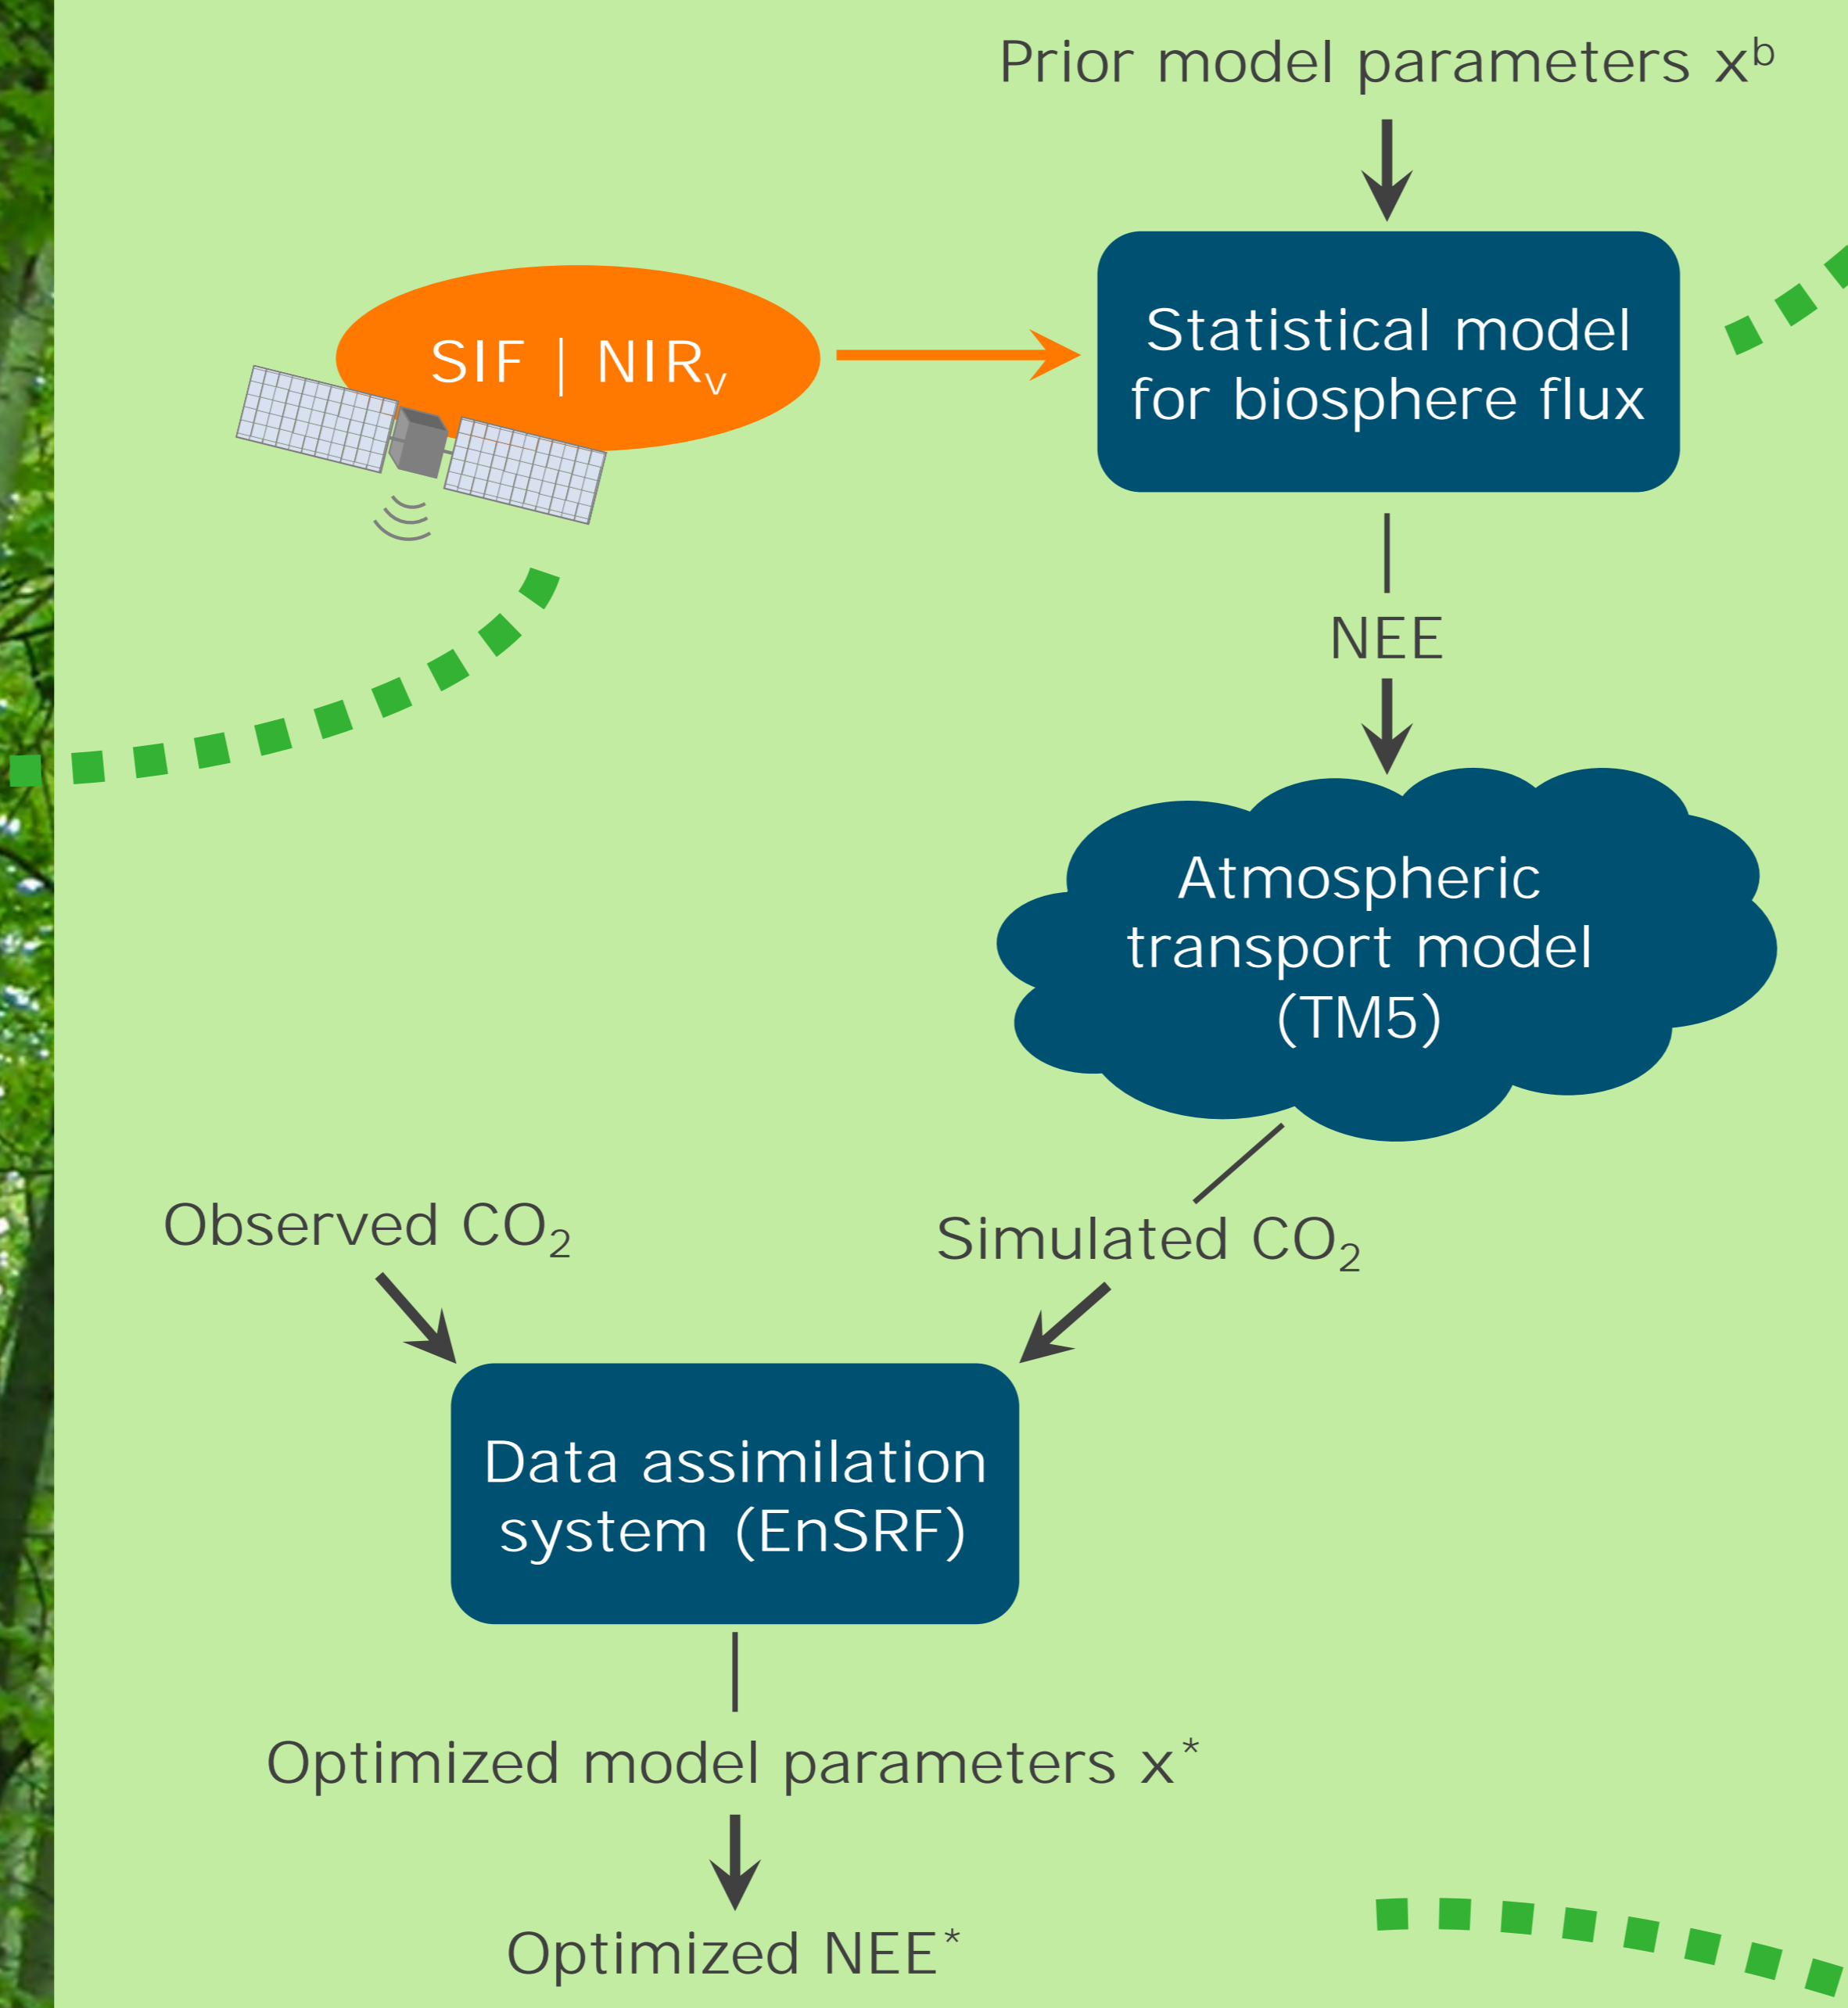 Prior model parameters xᵇ
SIF | NIRᵥ
Statistical model
for biosphere flux
NEE
Atmospheric
transport model
(TM5)
Observed CO₂
Simulated CO₂
Data assimilation
system (EnSRF)
Optimized model parameters x*
Optimized NEE*